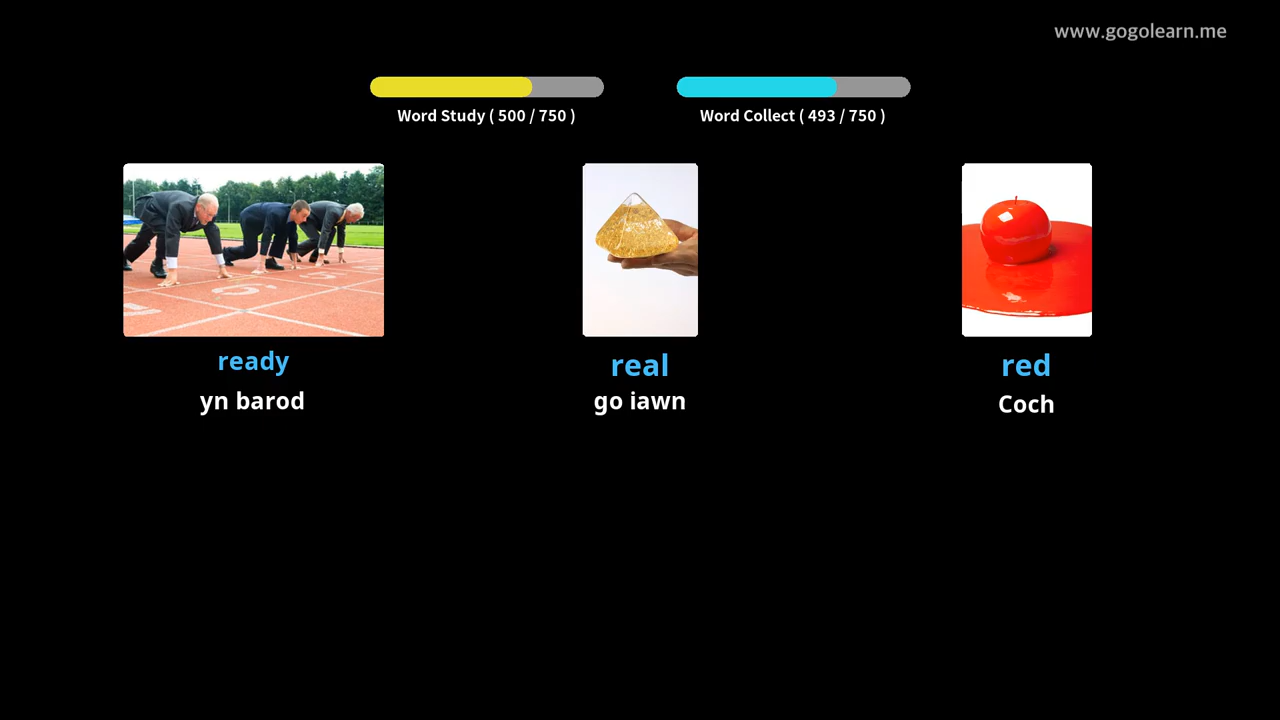 www.gogolearn.me
Word Study ( 500 / 750 )
Word Collect ( 493 / 750 )
ready
yn barod
real
go iawn
red
Coch